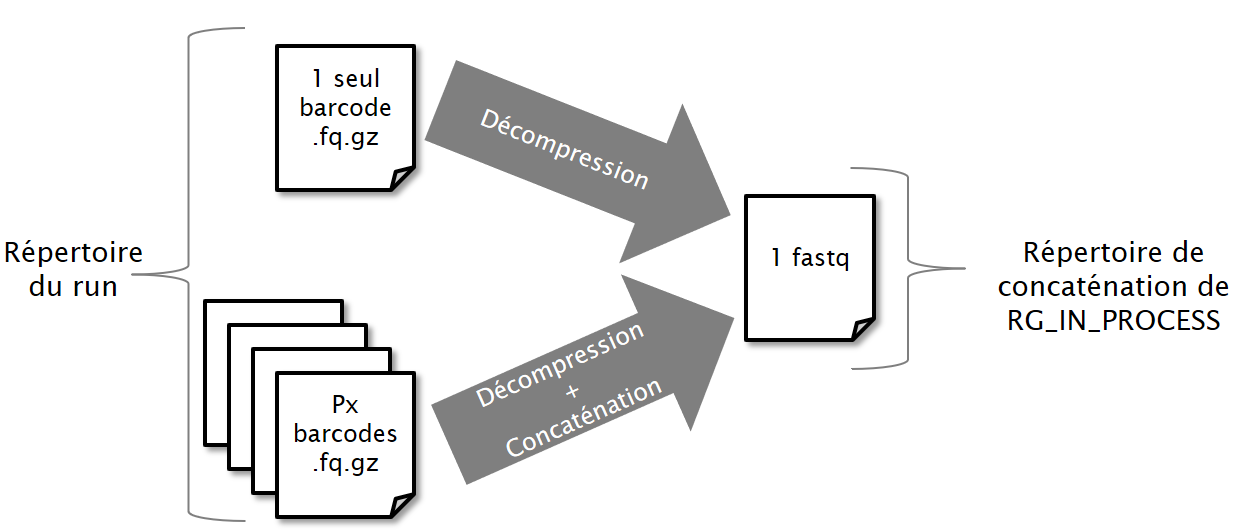 Répertoire
du run
1 seul
barcode
.fq.gz
Décompression
Px
barcodes
.fq.gz
Décompression
+
Concaténation
1 fastq
Répertoire de
concaténation de
RG_IN_PROCESS